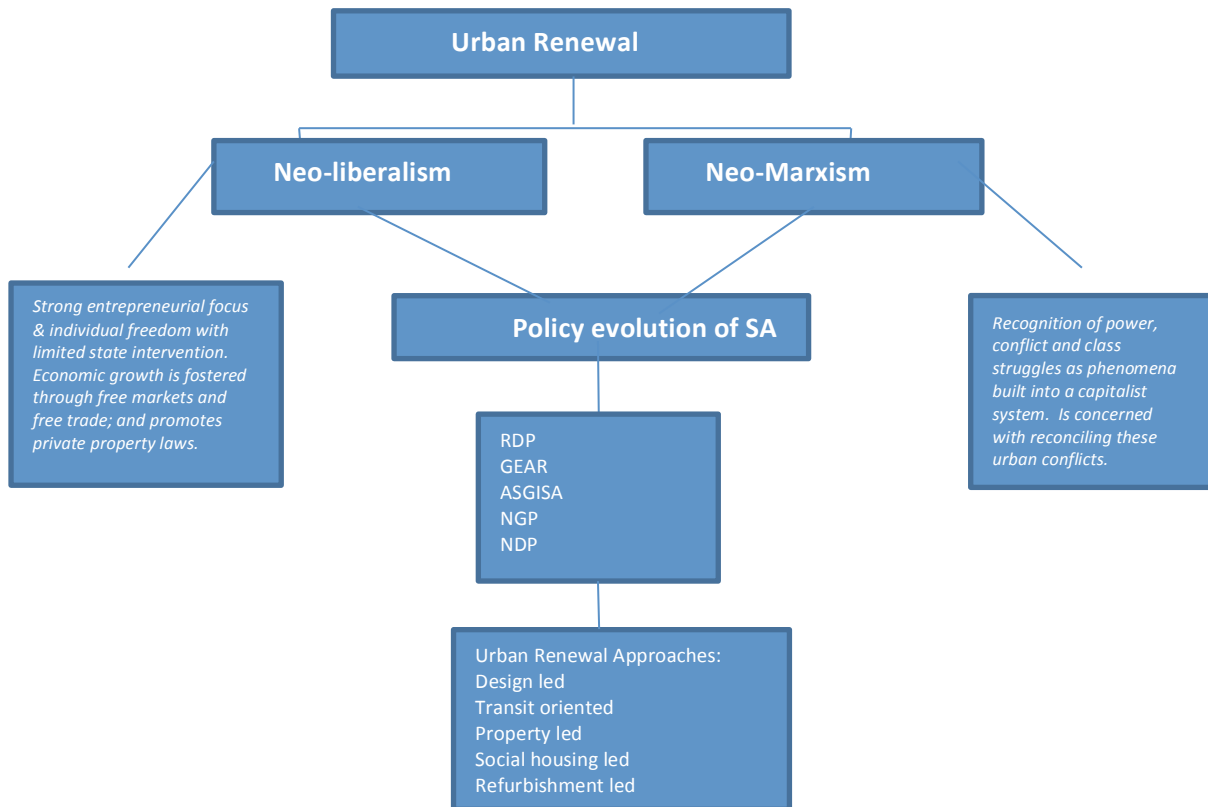 Urban Renewal
Neo-liberalism
Neo-Marxism
Strong entrepreneurial focus
& individual freedom with
limited state intervention.
Economic growth is fostered
through free markets and
free trade; and promotes
private property laws.
Policy evolution of SA
Recognition of power,
conflict and class
struggles as phenomena
built into a capitalist
system.  Is concerned
with reconciling these
urban conflicts.
RDP
GEAR
ASGISA
NGP
NDP
Urban Renewal Approaches:
Design led
Transit oriented
Property led
Social housing led
Refurbishment led